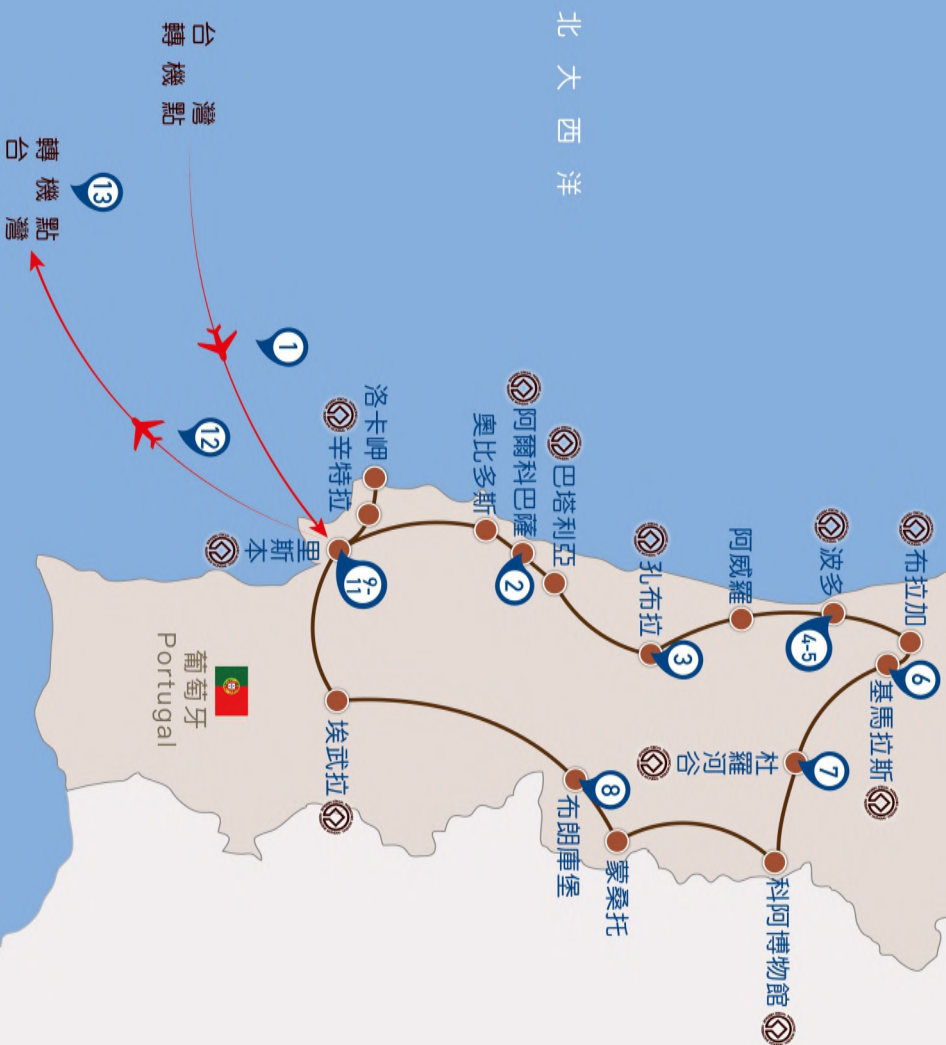 北大西洋
台灣
轉機點
轉機點
台灣
13
1
12
洛卡岬
辛特拉
里斯本
9-11
奧比多斯
阿爾科巴薩
2
巴塔利亞
孔布拉
3
阿威羅
波多
4-5
布拉加
6
基馬拉斯
杜羅河谷
7
科阿博物館
蒙桑托
布朗庫堡
8
埃武拉
葡萄牙
Portugal